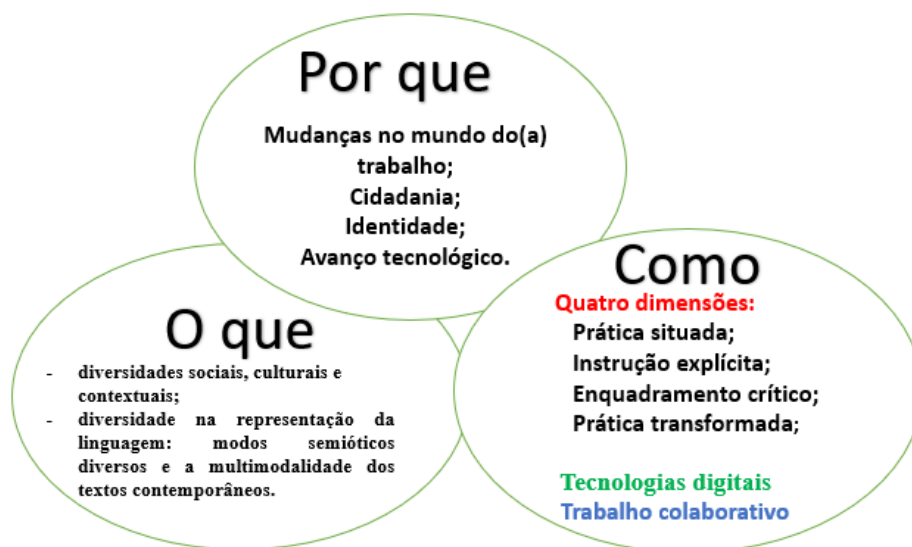 Por que
Mudanças no mundo do(a)
trabalho;
Cidadania;
Identidade;
Avanço tecnológico.
O que
- diversidades sociais, culturais e
contextuais;
- diversidade na representação da
linguagem: modos semióticos
diversos e a multimodalidade dos
textos contemporâneos.
Como
Quatro dimensões:
Prática situada;
Instrução explícita;
Enquadramento crítico;
Prática transformada;
Tecnologias digitais
Trabalho colaborativo